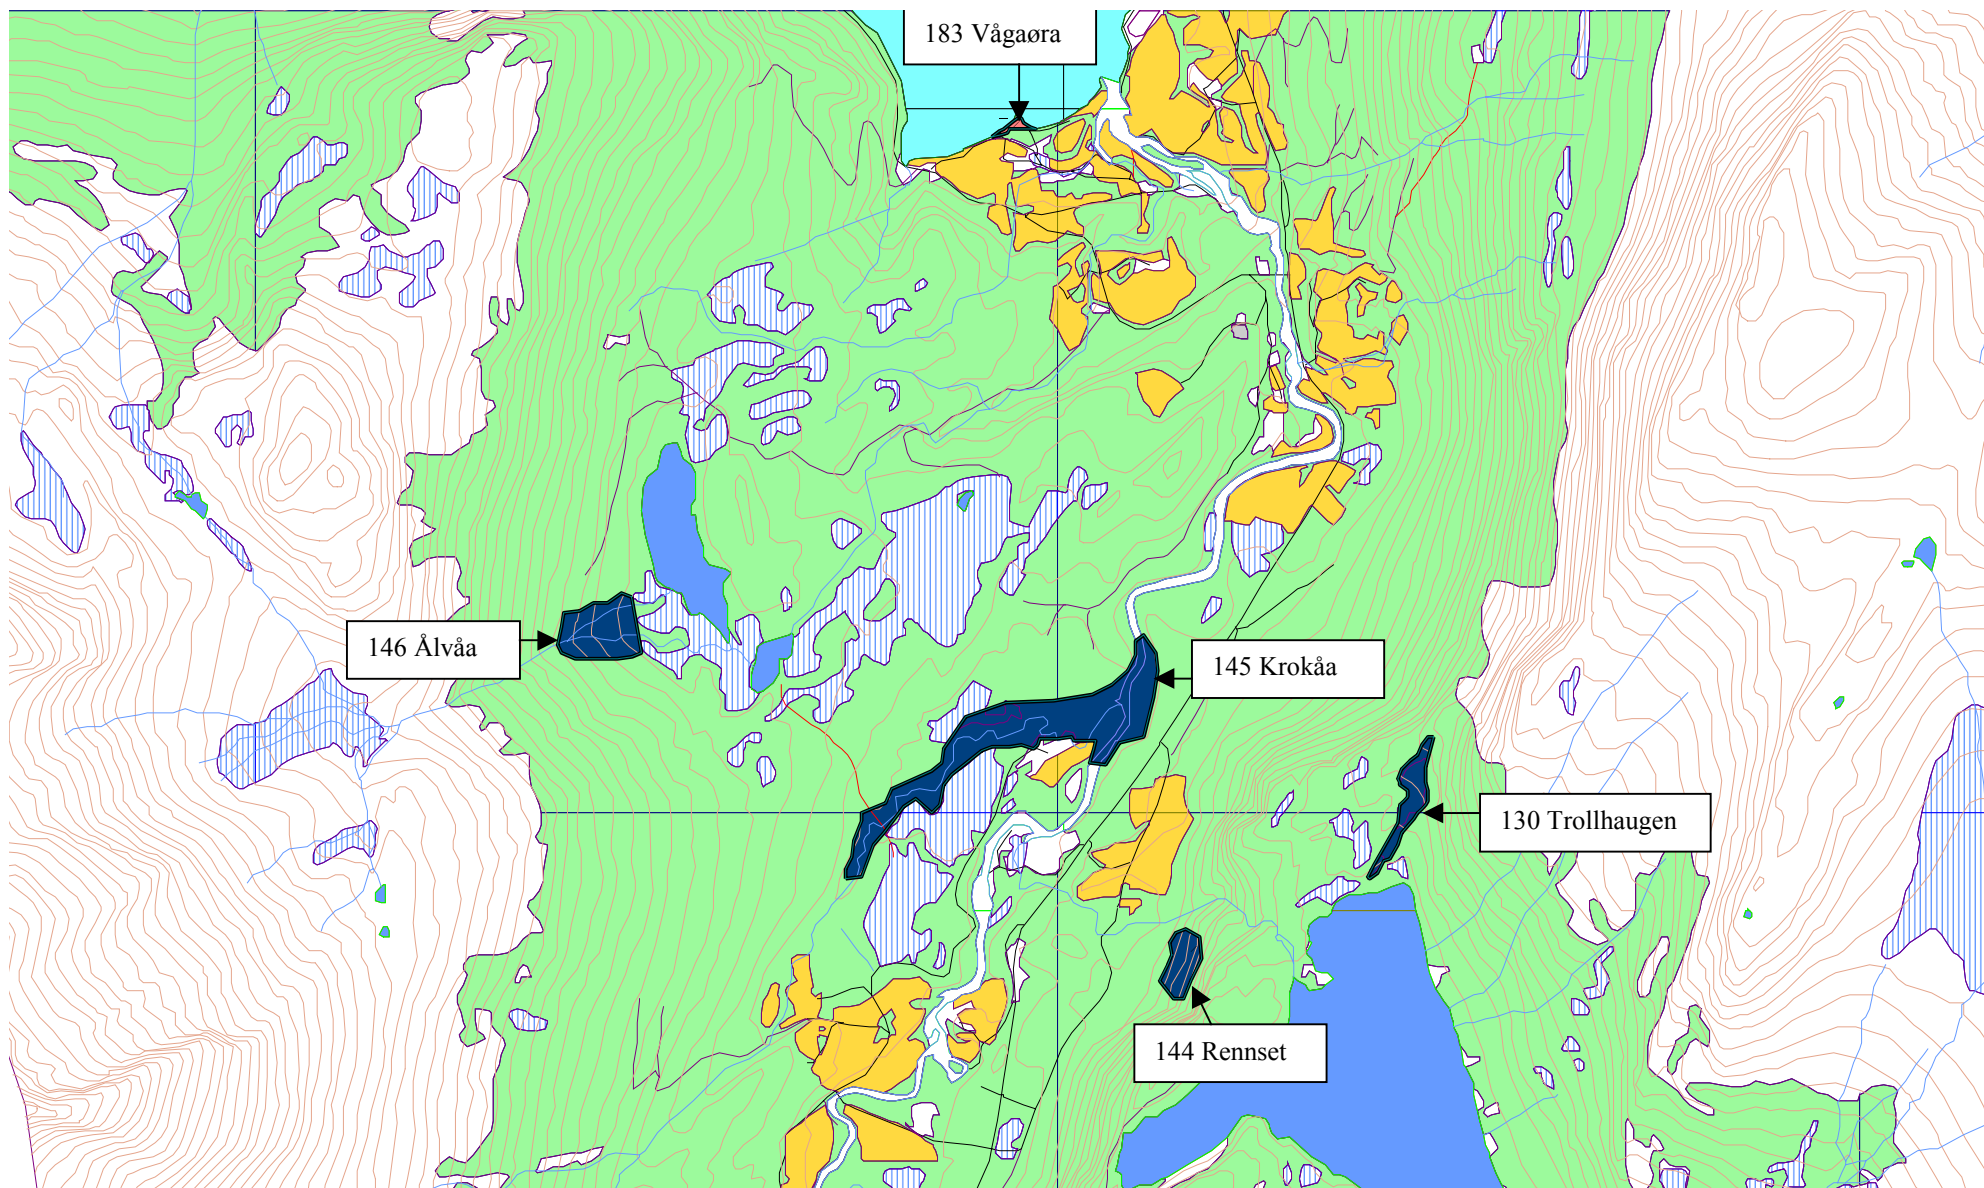 183 Vågaøra
146 Ålvåa
145 Krokåa
130 Trollhaugen
144 Rennset